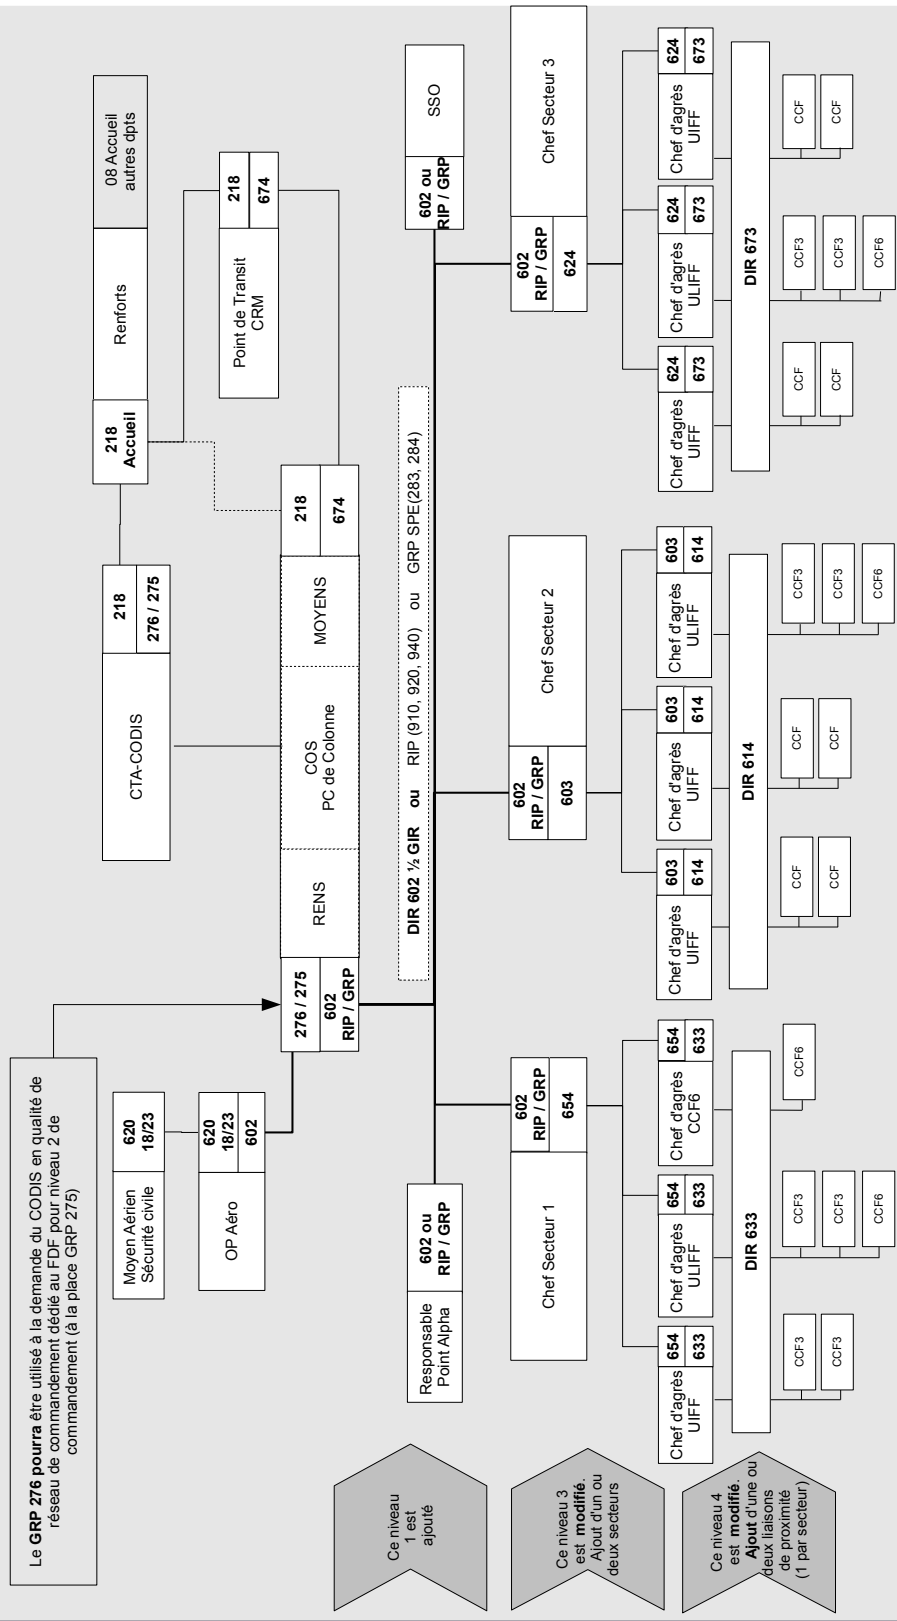 Le GRP 276 pourra être utilisé à la demande du CODIS en qualité de
réseau de commandement dédié au FDF pour niveau 2 de
commandement (à la place GRP 275)
CTA-CODIS
218
276 / 275
218
Accueil
Renforts
08 Accueil
autres dpts
Moyen Aérien
Sécurité civile
620
18/23
OP Aéro
620
18/23
602
Point de Transit
CRM
218
674
276 / 275
602
RIP / GRP
RENS
COS
PC de Colonne
MOYENS
218
674
Ce niveau
1 est
ajouté
Responsable
Point Alpha
602 ou
RIP / GRP
DIR 602 ½ GIR ou RIP (910, 920, 940) ou GRP SPE(283, 284)
602 ou
RIP / GRP
SSO
Ce niveau 3
est modifié.
Ajout d'un ou
deux secteurs
Chef Secteur 1
602
RIP / GRP
654
602
RIP / GRP
603
Chef Secteur 2
602
RIP / GRP
624
Chef Secteur 3
Ce niveau 4
est modifié.
Ajout d'une ou
deux liaisons
de proximité
(1 par secteur)
Chef d'agrès
UIFF
654
633
Chef d'agrès
ULIFF
654
633
Chef d'agrès
CCF6
654
633
Chef d'agrès
UIFF
603
614
Chef d'agrès
UIFF
603
614
Chef d'agrès
ULIFF
603
614
Chef d'agrès
UIFF
624
673
Chef d'agrès
ULIFF
624
673
Chef d'agrès
UIFF
624
673
DIR 633
DIR 614
DIR 673
CCF3
CCF3
CCF3
CCF3
CCF6
CCF6
CCF
CCF
CCF
CCF
CCF3
CCF3
CCF6
CCF
CCF
CCF3
CCF3
CCF6
CCF
CCF